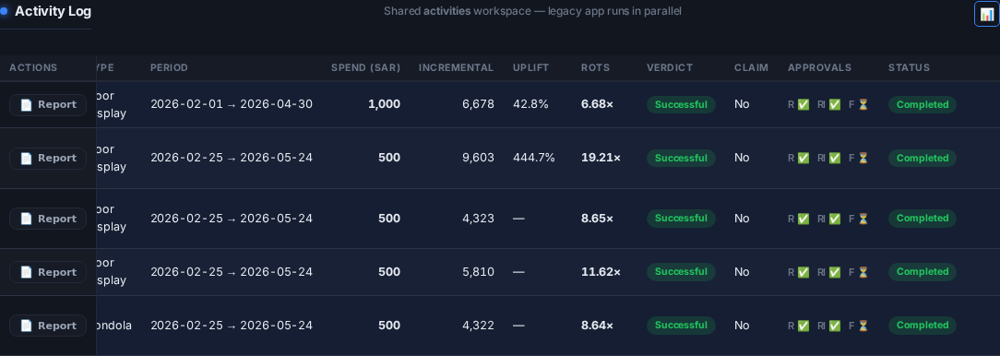 Activity Log
Shared activities workspace — legacy app runs in parallel
ACTIONS YPE PERIOD SPEND (SAR) INCREMENTAL UPLIFT ROTS VERDICT CLAIM APPROVALS STATUS
Report oor splay 2026-02-01 → 2026-04-30 1,000 6,678 42.8% 6.68× Successful No R ✅ RI ✅ F ⏳ Completed
Report oor splay 2026-02-25 → 2026-05-24 500 9,603 444.7% 19.21× Successful No R ✅ RI ✅ F ⏳ Completed
Report oor splay 2026-02-25 → 2026-05-24 500 4,323 — 8.65× Successful No R ✅ RI ✅ F ⏳ Completed
Report oor splay 2026-02-25 → 2026-05-24 500 5,810 — 11.62× Successful No R ✅ RI ✅ F ⏳ Completed
Report ondola 2026-02-25 → 2026-05-24 500 4,322 — 8.64× Successful No R ✅ RI ✅ F ⏳ Completed